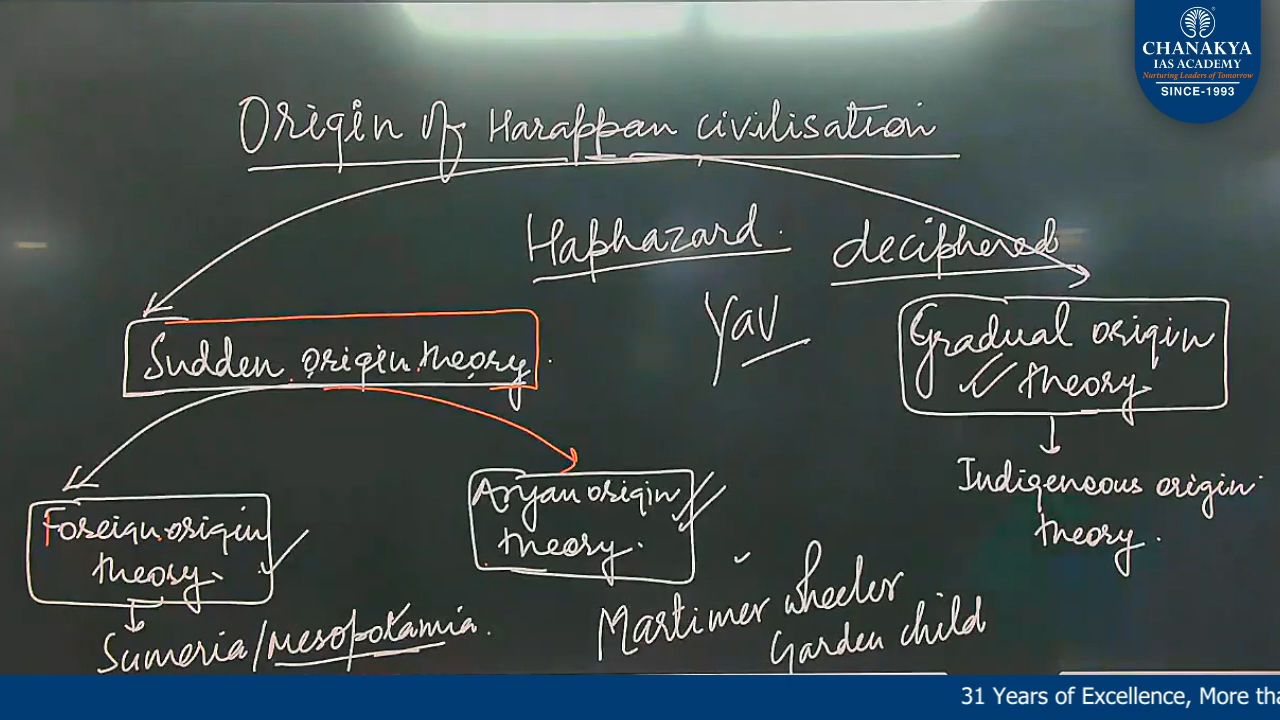 CHANAKYA
IAS ACADEMY
Nurturing Leaders of Tomorrow
SINCE-1993
Origin of Harappan civilisation
Haphazard. deciphered
Yav
Sudden origin theory.
Gradual origin
theory.
Foreign origin
theory.
Aryan origin
theory.
Indigeneous origin
theory.
Sumeria/Mesopotamia.
Martimer wheeler
Garden child
31 Years of Excellence, More tha